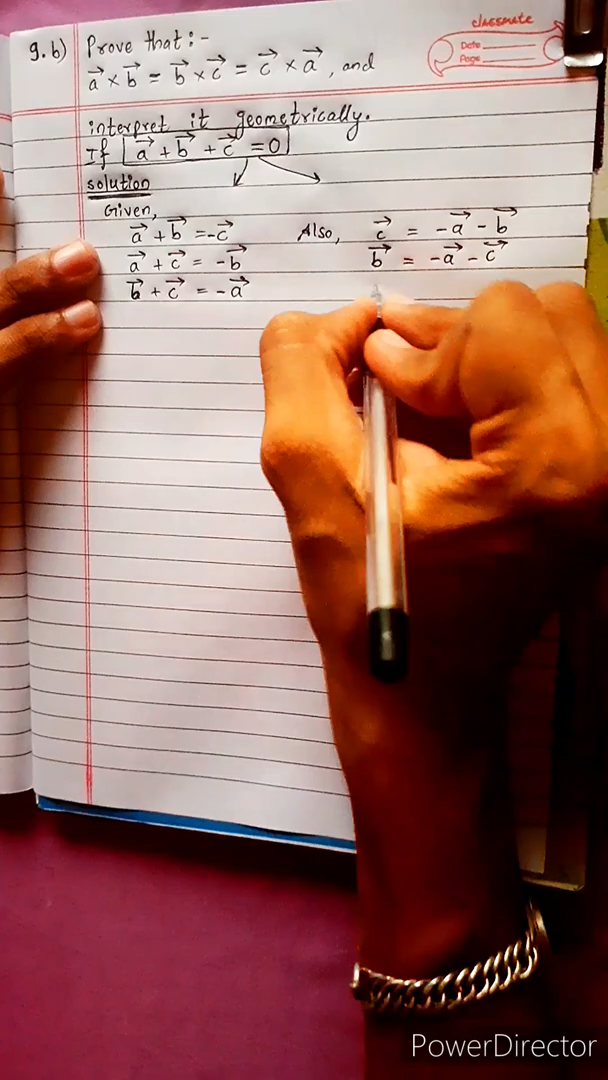 classmate
Date
Page
9. b) Prove that :-
a⃗ × b⃗ = b⃗ × c⃗ = c⃗ × a⃗ , and
interpret it geometrically.
If a⃗ + b⃗ + c⃗ = 0
solution
Given,
a⃗ + b⃗ = -c⃗
a⃗ + c⃗ = -b⃗
b⃗ + c⃗ = -a⃗
Also, c⃗ = -a⃗ - b⃗
b⃗ = -a⃗ - c⃗
PowerDirector